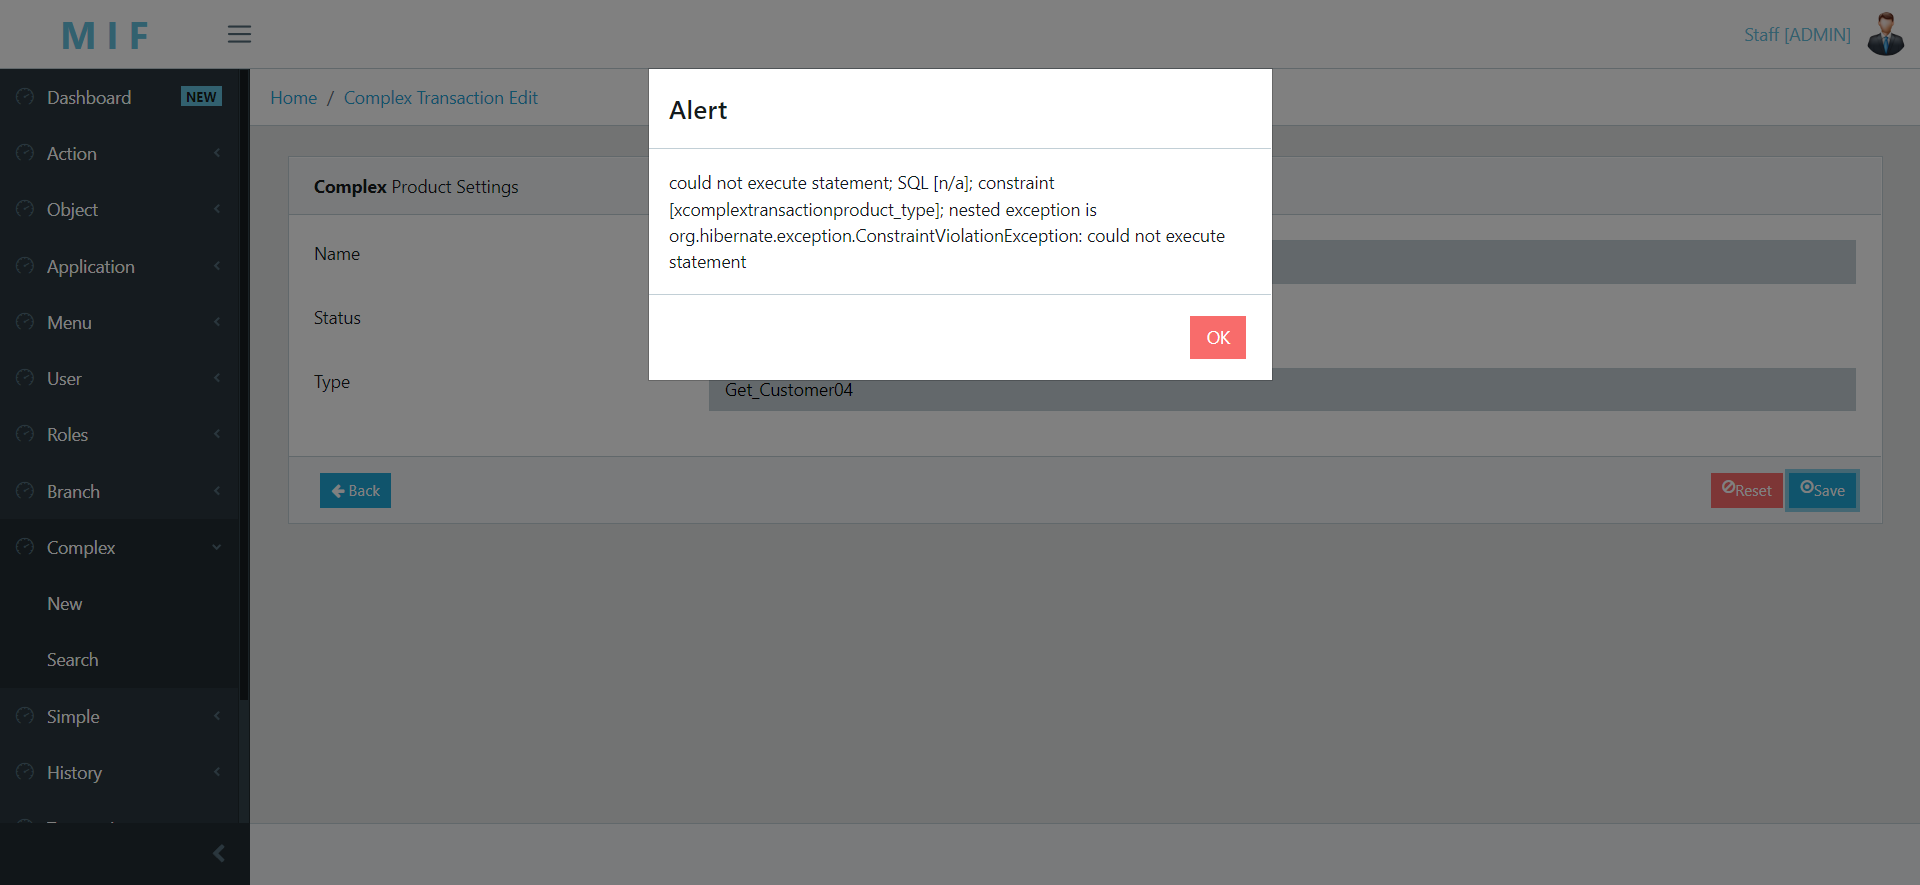 M I F
Staff [ADMIN]
Dashboard NEW
Action
Object
Application
Menu
User
Roles
Branch
Complex
New
Search
Simple
History
Home / Complex Transaction Edit
Complex Product Settings
Name
Status
Type
Get_Customer04
Back
Reset
Save
Alert
could not execute statement; SQL [n/a]; constraint
[xcomplextransactionproduct_type]; nested exception is
org.hibernate.exception.ConstraintViolationException: could not execute
statement
OK